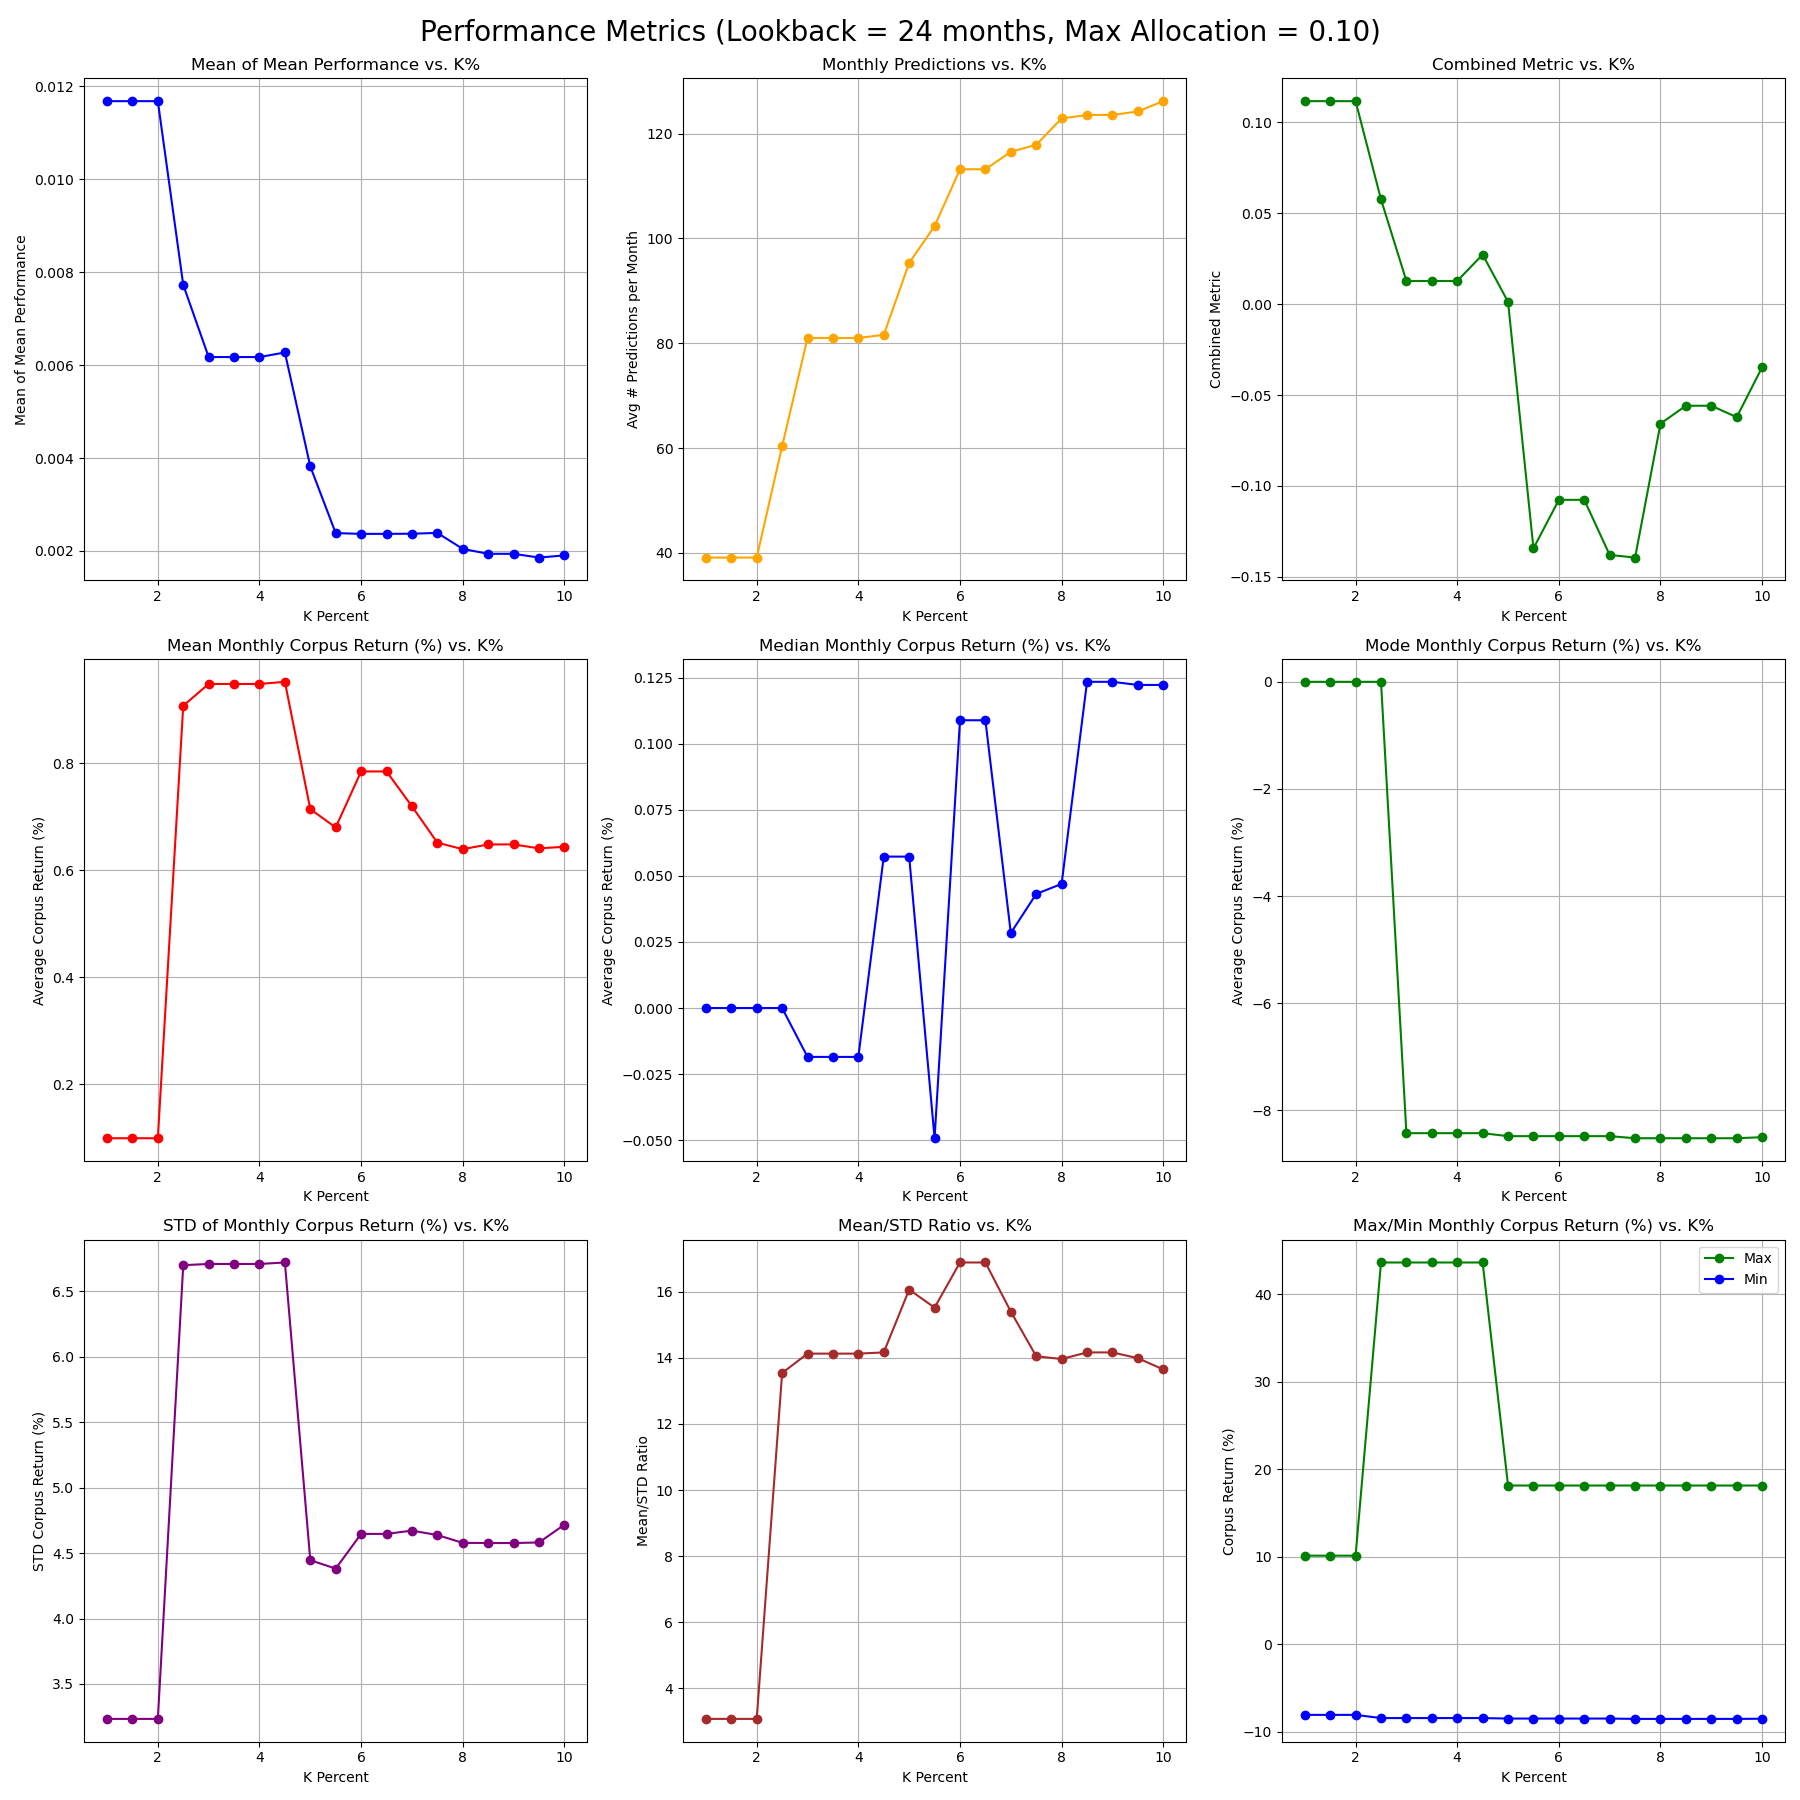 Performance Metrics (Lookback = 24 months, Max Allocation = 0.10)
Mean of Mean Performance vs. K%
Mean of Mean Performance
0.012
0.010
0.008
0.006
0.004
0.002
2 4 6 8 10
K Percent
Monthly Predictions vs. K%
Avg # Predictions per Month
120
100
80
60
40
2 4 6 8 10
K Percent
Combined Metric vs. K%
Combined Metric
0.10
0.05
0.00
−0.05
−0.10
−0.15
2 4 6 8 10
K Percent
Mean Monthly Corpus Return (%) vs. K%
Average Corpus Return (%)
0.8
0.6
0.4
0.2
2 4 6 8 10
K Percent
Median Monthly Corpus Return (%) vs. K%
Average Corpus Return (%)
0.125
0.100
0.075
0.050
0.025
0.000
−0.025
−0.050
2 4 6 8 10
K Percent
Mode Monthly Corpus Return (%) vs. K%
Average Corpus Return (%)
0
−2
−4
−6
−8
2 4 6 8 10
K Percent
STD of Monthly Corpus Return (%) vs. K%
STD Corpus Return (%)
6.5
6.0
5.5
5.0
4.5
4.0
3.5
2 4 6 8 10
K Percent
Mean/STD Ratio vs. K%
Mean/STD Ratio
16
14
12
10
8
6
4
2 4 6 8 10
K Percent
Max/Min Monthly Corpus Return (%) vs. K%
Corpus Return (%)
Max
Min
40
30
20
10
0
−10
2 4 6 8 10
K Percent